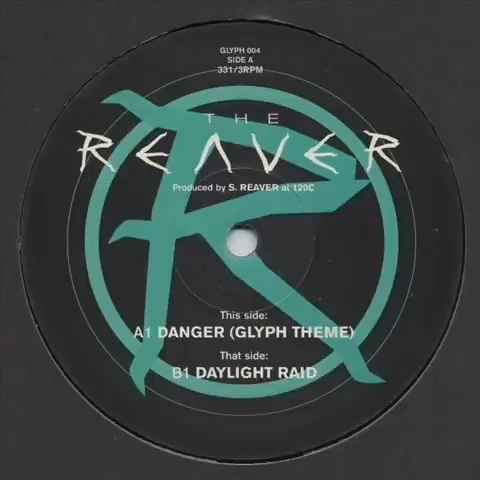 GLYPH 004
SIDE A
331/3RPM
THE
REAVER
Produced by S. REAVER at 120C
This side:
A1 DANGER (GLYPH THEME)
That side:
B1 DAYLIGHT RAID